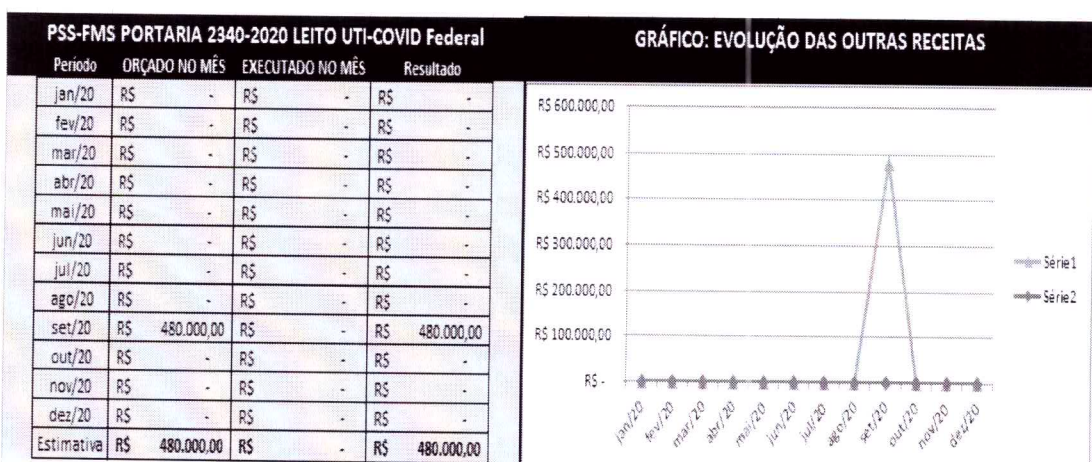 PSS-FMS PORTARIA 2340-2020 LEITO UTI-COVID Federal
Período ORÇADO NO MÊS EXECUTADO NO MÊS Resultado
jan/20 R$ - R$ - R$ -
fev/20 R$ - R$ - R$ -
mar/20 R$ - R$ - R$ -
abr/20 R$ - R$ - R$ -
mai/20 R$ - R$ - R$ -
jun/20 R$ - R$ - R$ -
jul/20 R$ - R$ - R$ -
ago/20 R$ - R$ - R$ -
set/20 R$ 480.000,00 R$ - R$ 480.000,00
out/20 R$ - R$ - R$ -
nov/20 R$ - R$ - R$ -
dez/20 R$ - R$ - R$ -
Estimativa R$ 480.000,00 R$ - R$ 480.000,00
GRÁFICO: EVOLUÇÃO DAS OUTRAS RECEITAS
R$ 600.000,00
R$ 500.000,00
R$ 400.000,00
R$ 300.000,00
R$ 200.000,00
R$ 100.000,00
R$ -
jan/20 fev/20 mar/20 abr/20 mai/20 jun/20 jul/20 ago/20 set/20 out/20 nov/20 dez/20
Série1
Série2